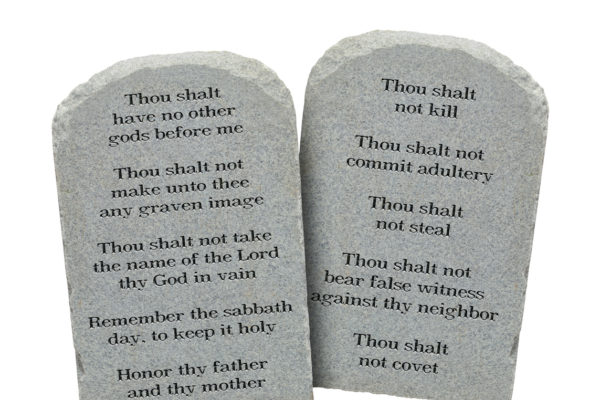 Thou shalt
have no other
gods before me
Thou shalt not
make unto thee
any graven image
Thou shalt not take
the name of the Lord
thy God in vain
Remember the sabbath
day, to keep it holy
Honor thy father
and thy mother
Thou shalt
not kill
Thou shalt not
commit adultery
Thou shalt
not steal
Thou shalt not
bear false witness
against thy neighbor
Thou shalt
not covet